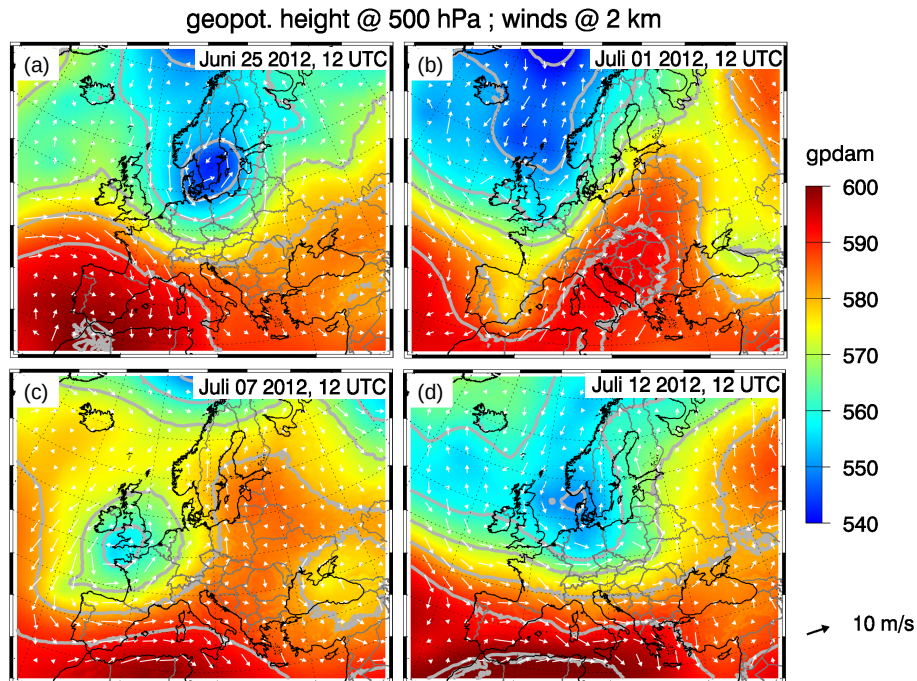 geopot. height @ 500 hPa ; winds @ 2 km
(a) Juni 25 2012, 12 UTC
(b) Juli 01 2012, 12 UTC
(c) Juli 07 2012, 12 UTC
(d) Juli 12 2012, 12 UTC
gpdam
600
590
580
570
560
550
540
10 m/s